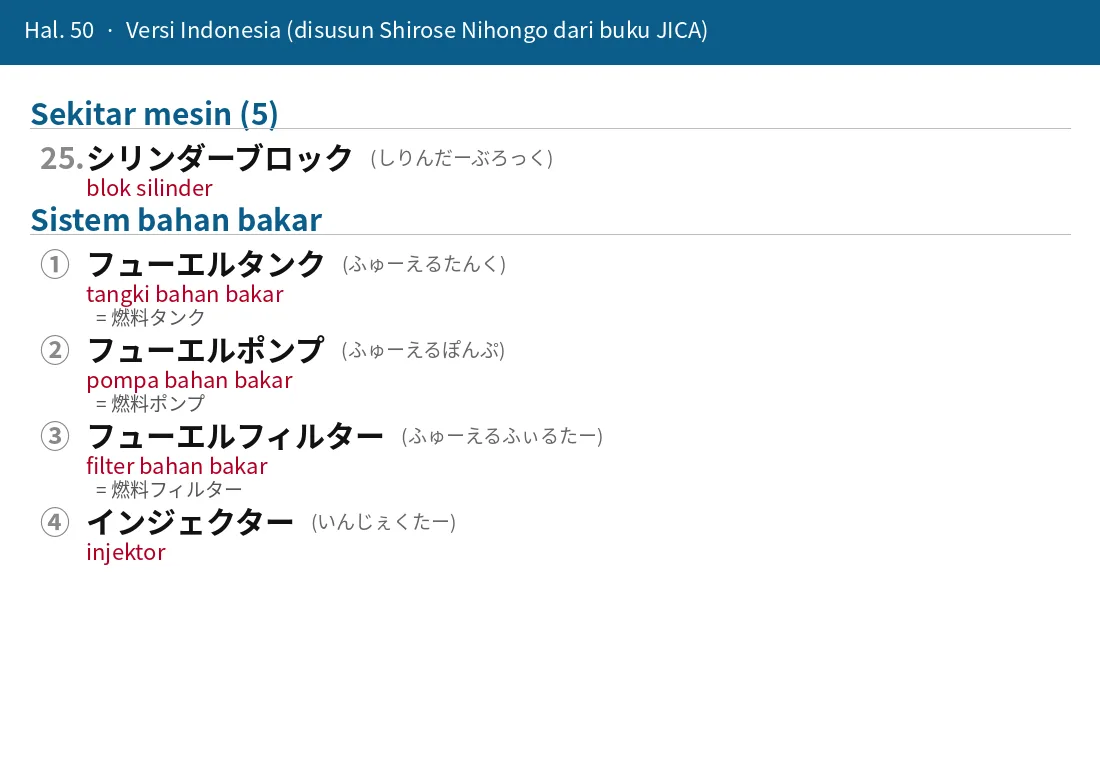 Hal. 50 · Versi Indonesia (disusun Shirose Nihongo dari buku JICA)
Sekitar mesin (5)
25. シリンダーブロック (しりんだーぶろっく)
blok silinder
Sistem bahan bakar
① フューエルタンク (ふゅーえるたんく)
tangki bahan bakar
= 燃料タンク
② フューエルポンプ (ふゅーえるぽんぷ)
pompa bahan bakar
= 燃料ポンプ
③ フューエルフィルター (ふゅーえるふぃるたー)
filter bahan bakar
= 燃料フィルター
④ インジェクター (いんじぇくたー)
injektor